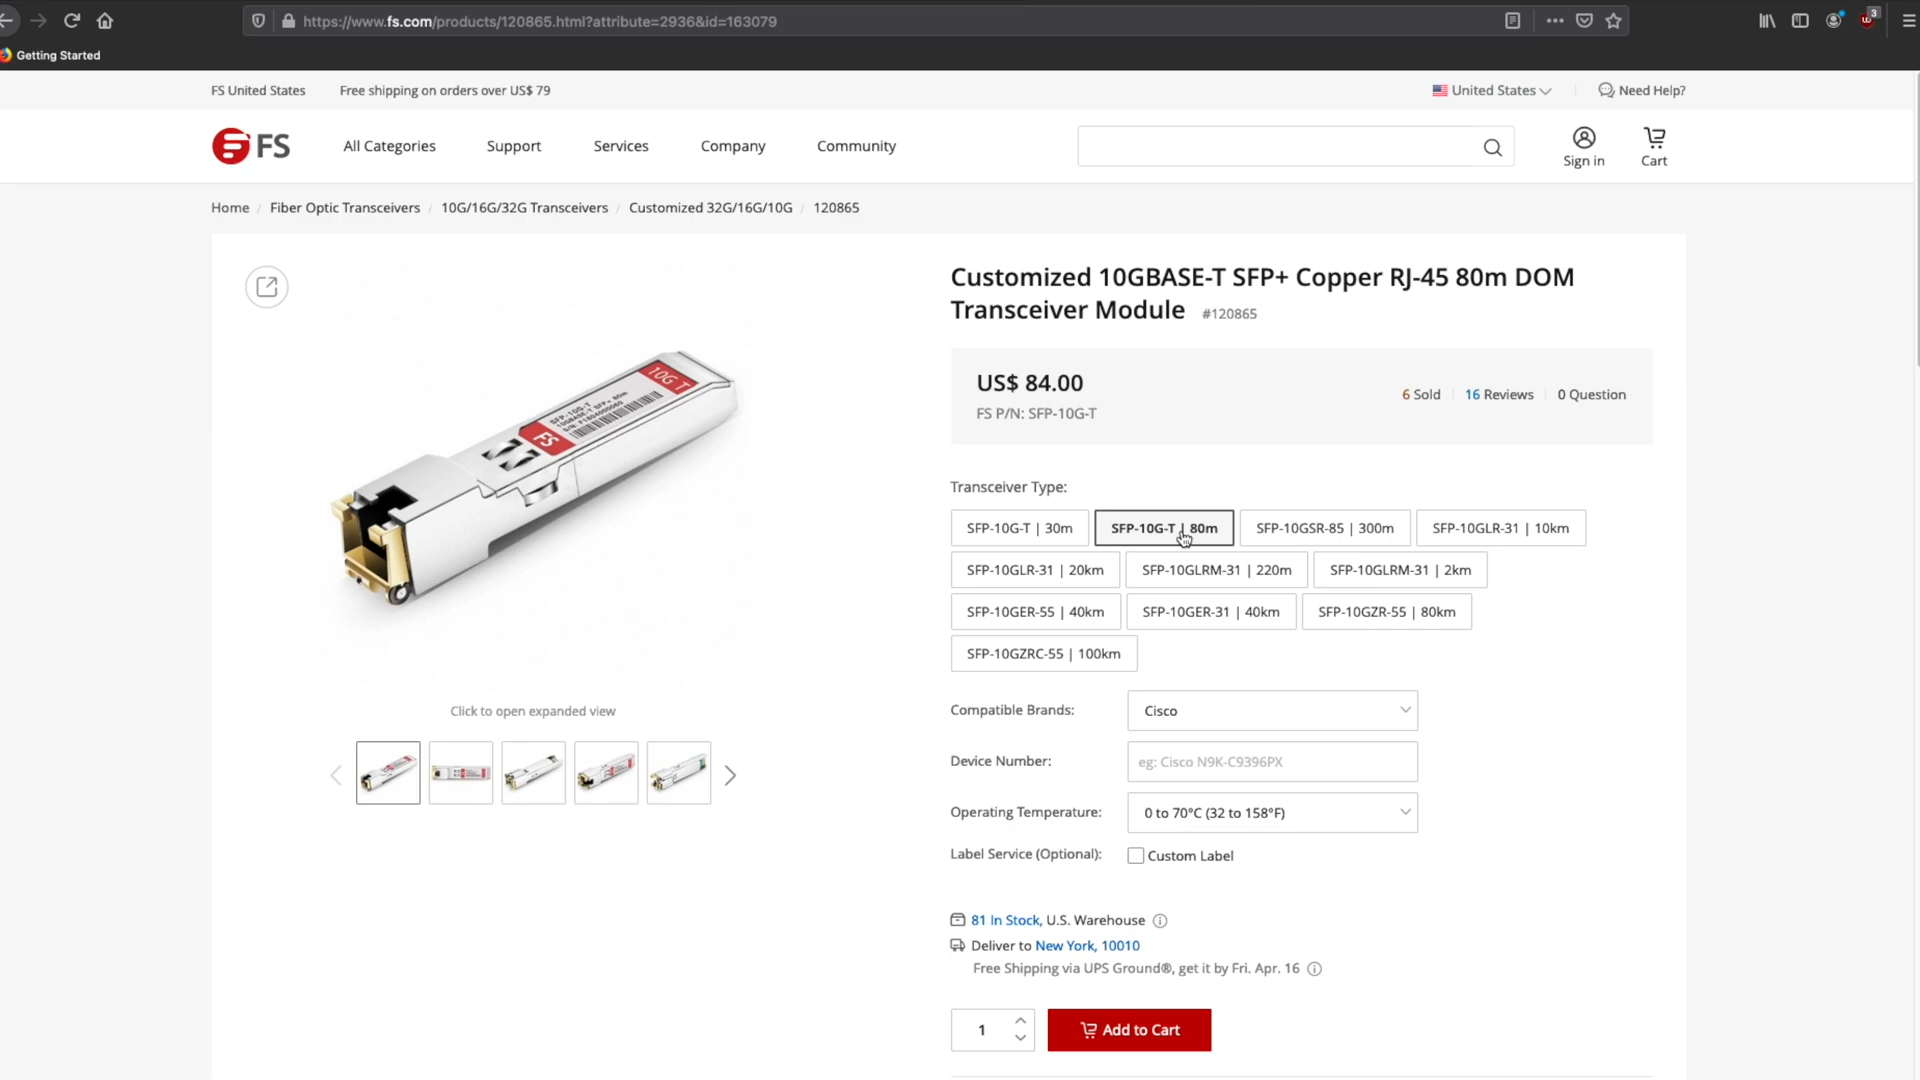 https://www.fs.com/products/120865.html?attribute=2936&id=163079
3
Getting Started
FS United States
Free shipping on orders over US$ 79
United States
Need Help?
FS
All Categories
Support
Services
Company
Community
Sign in
Cart
Home / Fiber Optic Transceivers / 10G/16G/32G Transceivers / Customized 32G/16G/10G / 120865
Customized 10GBASE-T SFP+ Copper RJ-45 80m DOM
Transceiver Module #120865
US$ 84.00
FS P/N: SFP-10G-T
6 Sold
16 Reviews
0 Question
10G T
SFP-10G-T
10GBASE-T SFP+ 80m
FS
Transceiver Type:
SFP-10G-T | 30m
SFP-10G-T | 80m
SFP-10GSR-85 | 300m
SFP-10GLR-31 | 10km
SFP-10GLR-31 | 20km
SFP-10GLRM-31 | 220m
SFP-10GLRM-31 | 2km
SFP-10GER-55 | 40km
SFP-10GER-31 | 40km
SFP-10GZR-55 | 80km
SFP-10GZRC-55 | 100km
Click to open expanded view
Compatible Brands:
Cisco
Device Number:
eg: Cisco N9K-C9396PX
Operating Temperature:
0 to 70°C (32 to 158°F)
Label Service (Optional):
Custom Label
81 In Stock, U.S. Warehouse
Deliver to New York, 10010
Free Shipping via UPS Ground®, get it by Fri. Apr. 16
1
Add to Cart